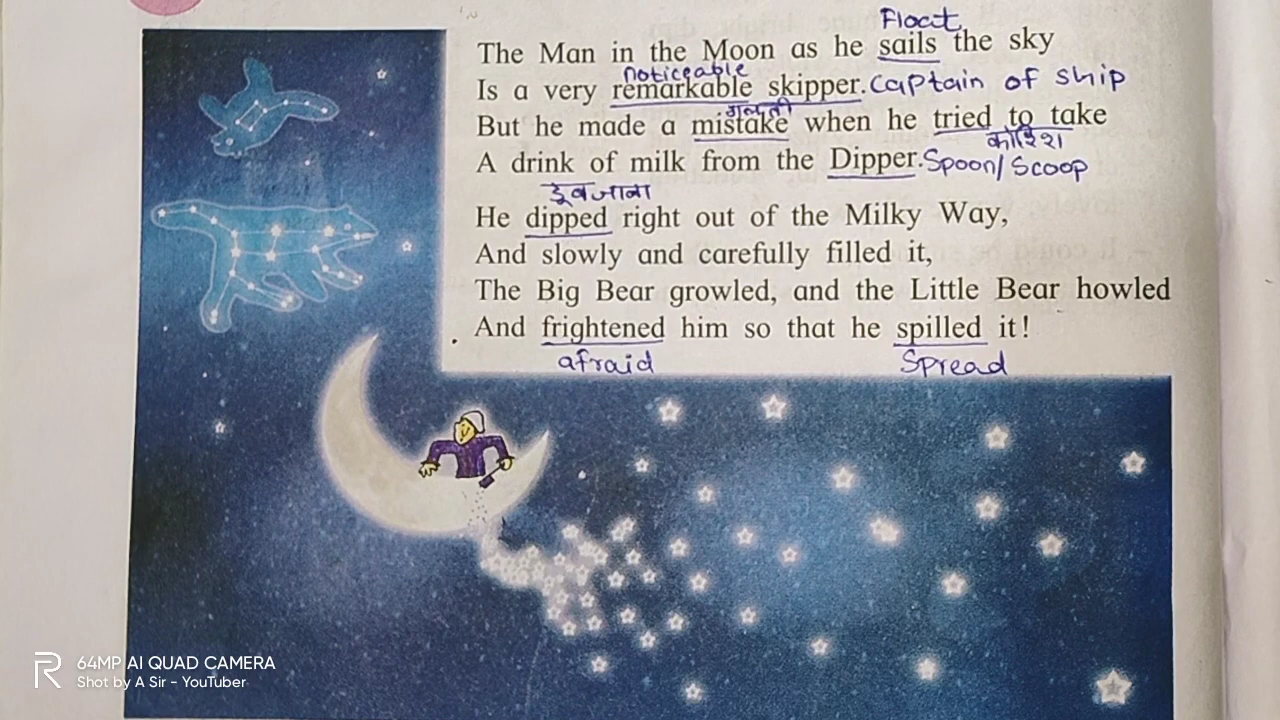 Float
The Man in the Moon as he sails the sky
noticeable
Is a very remarkable skipper. Captain of ship
गलती
But he made a mistake when he tried to take
कोशिश
A drink of milk from the Dipper. Spoon/Scoop
डूब जाना
He dipped right out of the Milky Way,
And slowly and carefully filled it,
The Big Bear growled, and the Little Bear howled
And frightened him so that he spilled it!
afraid Spread
64MP AI QUAD CAMERA
Shot by A Sir - YouTuber